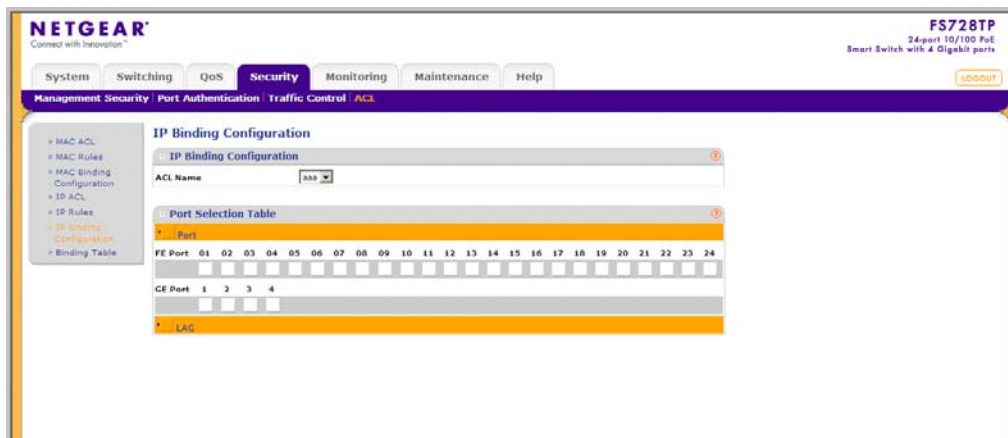 NETGEAR
Connect with Innovation™
FS728TP
24-port 10/100 PoE
Smart Switch with 4 Gigabit ports
System Switching QoS Security Monitoring Maintenance Help
LOGOUT
Management Security Port Authentication Traffic Control ACL
MAC ACL
MAC Rules
MAC Binding
Configuration
IP ACL
IP Rules
IP Binding
Configuration
Binding Table
IP Binding Configuration
IP Binding Configuration
ACL Name aaa
Port Selection Table
Port
FE Port 01 02 03 04 05 06 07 08 09 10 11 12 13 14 15 16 17 18 19 20 21 22 23 24
GE Port 1 2 3 4
LAG